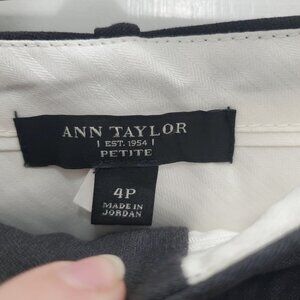 ANN TAYLOR
| EST. 1954 |
PETITE
4P
MADE IN
JORDAN